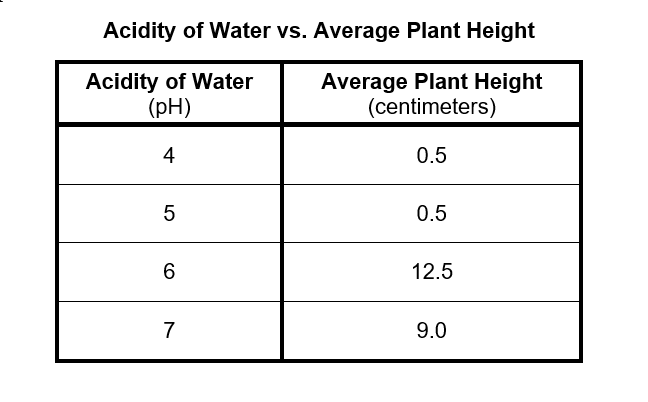 Acidity of Water vs. Average Plant Height
Acidity of Water Average Plant Height
(pH) (centimeters)
4 0.5
5 0.5
6 12.5
7 9.0